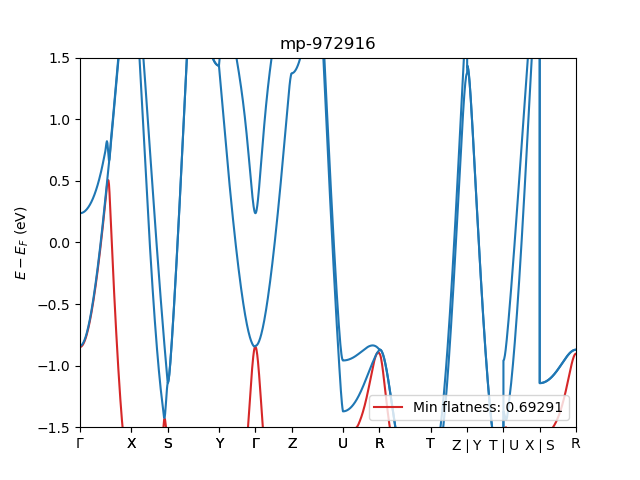 mp-972916
1.5
1.0
0.5
0.0
−0.5
−1.0
−1.5
E − E_F (eV)
Min flatness: 0.69291
Γ X S Y Γ Z U R T Z|Y T|U X|S R